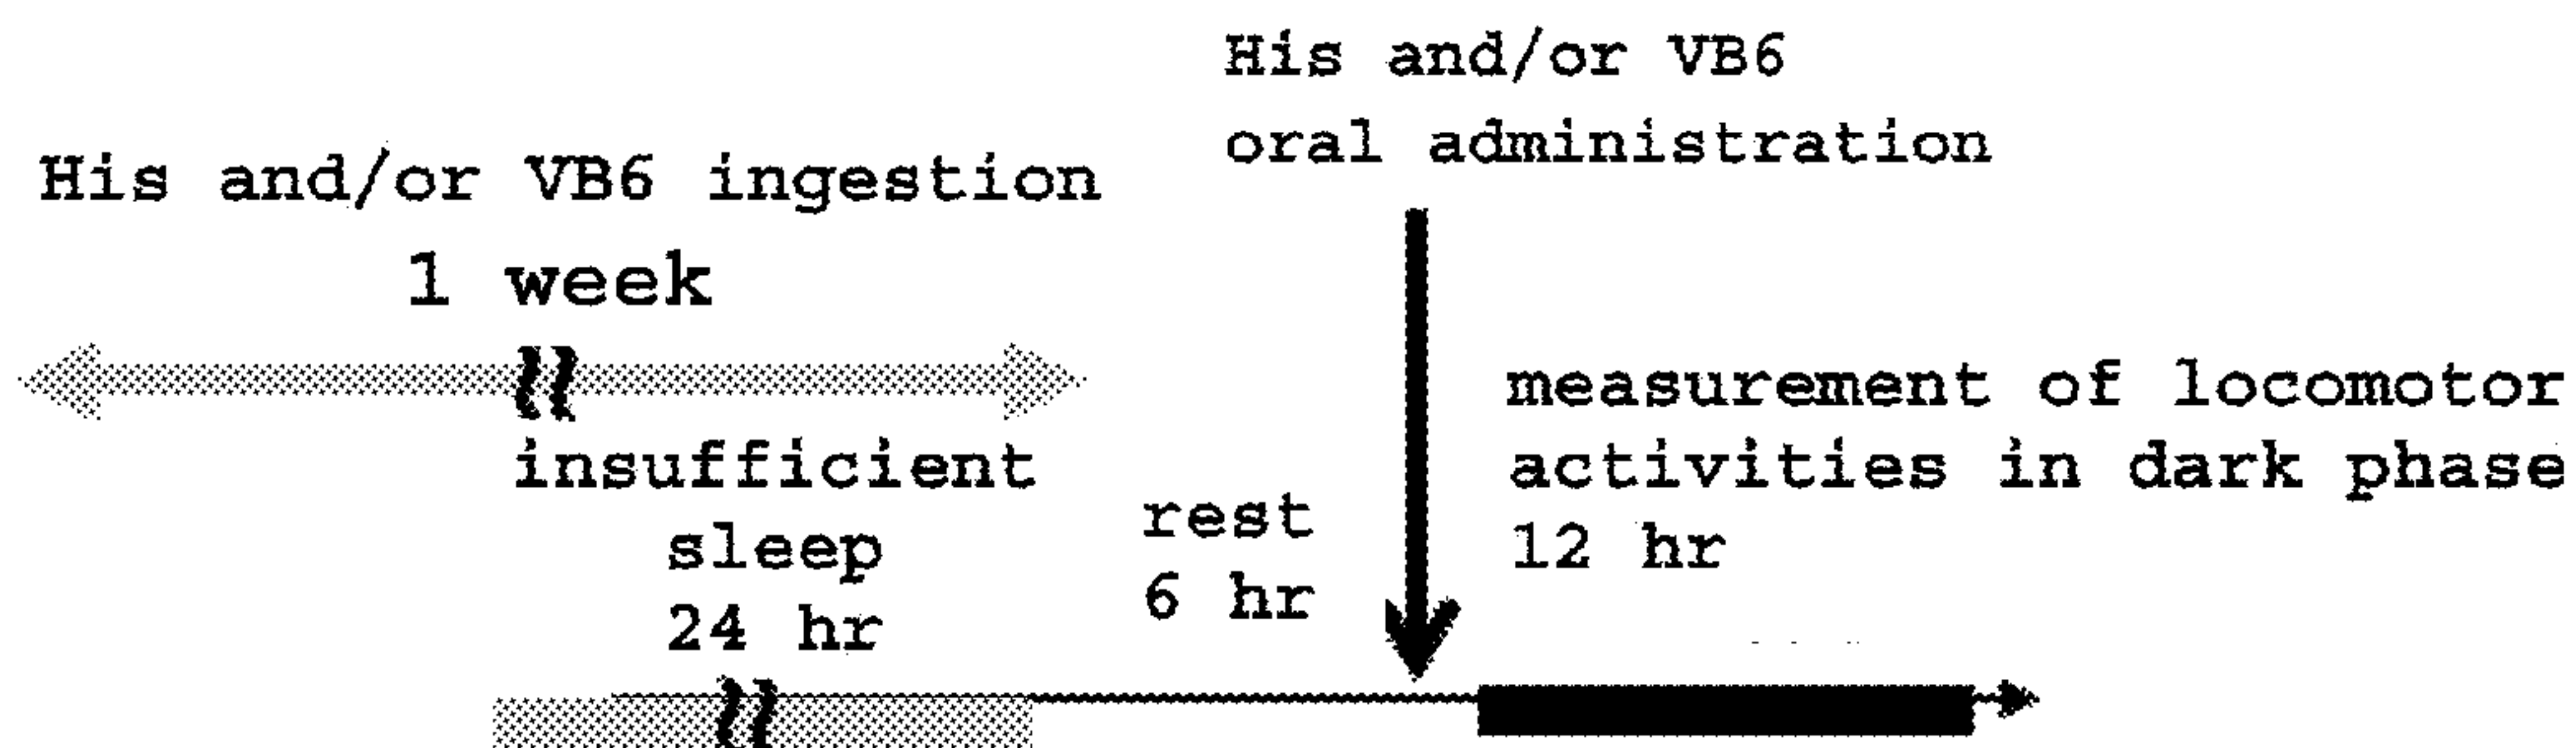 His and/or VB6 ingestion
1 week
insufficient
sleep
24 hr
rest
6 hr
His and/or VB6
oral administration
measurement of locomotor
activities in dark phase
12 hr